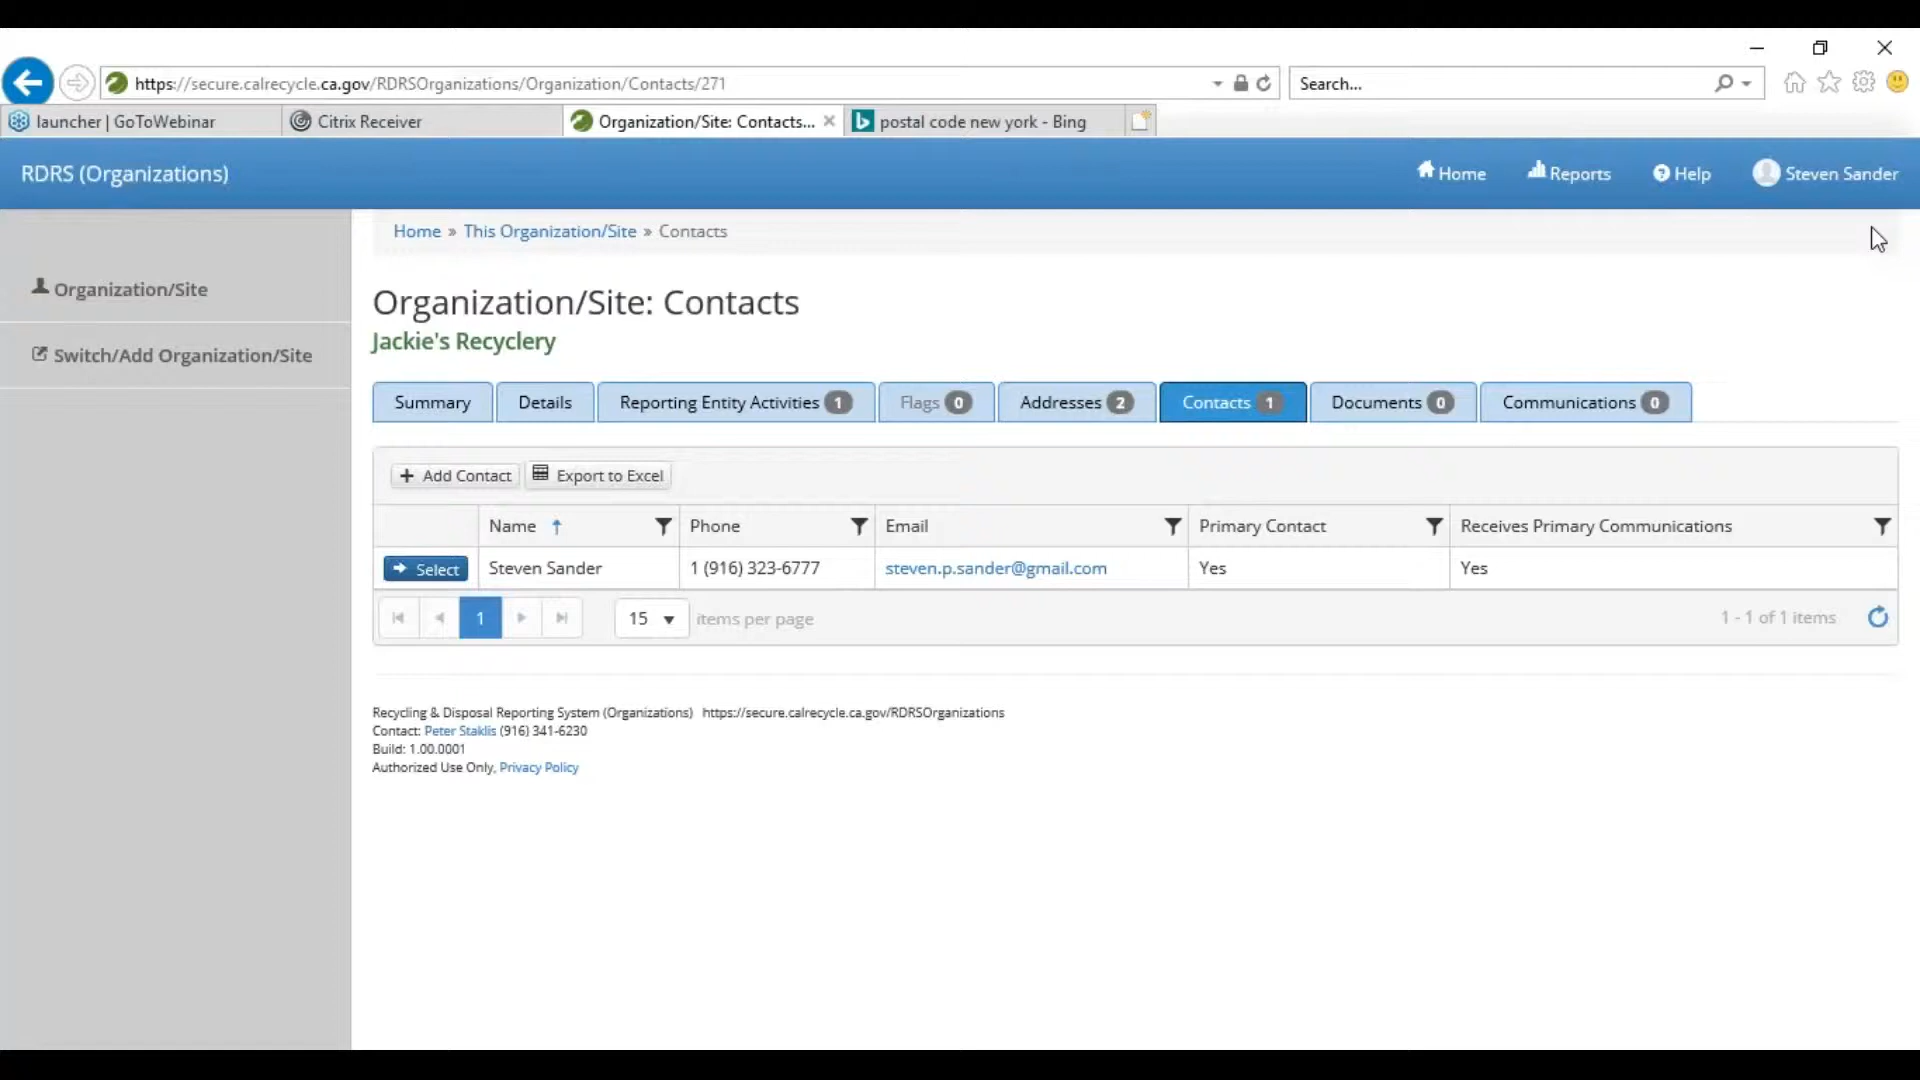 https://secure.calrecycle.ca.gov/RDRSOrganizations/Organization/Contacts/271
Search...
launcher | GoToWebinar
Citrix Receiver
Organization/Site: Contacts...
postal code new york - Bing
RDRS (Organizations)
Home
Reports
Help
Steven Sander
Home » This Organization/Site » Contacts
Organization/Site
Switch/Add Organization/Site
Organization/Site: Contacts
Jackie's Recyclery
Summary
Details
Reporting Entity Activities 1
Flags 0
Addresses 2
Contacts 1
Documents 0
Communications 0
+ Add Contact
Export to Excel
Name
Phone
Email
Primary Contact
Receives Primary Communications
Select
Steven Sander
1 (916) 323-6777
steven.p.sander@gmail.com
Yes
Yes
1
15
items per page
1 - 1 of 1 items
Recycling & Disposal Reporting System (Organizations) https://secure.calrecycle.ca.gov/RDRSOrganizations
Contact: Peter Staklis (916) 341-6230
Build: 1.00.0001
Authorized Use Only, Privacy Policy